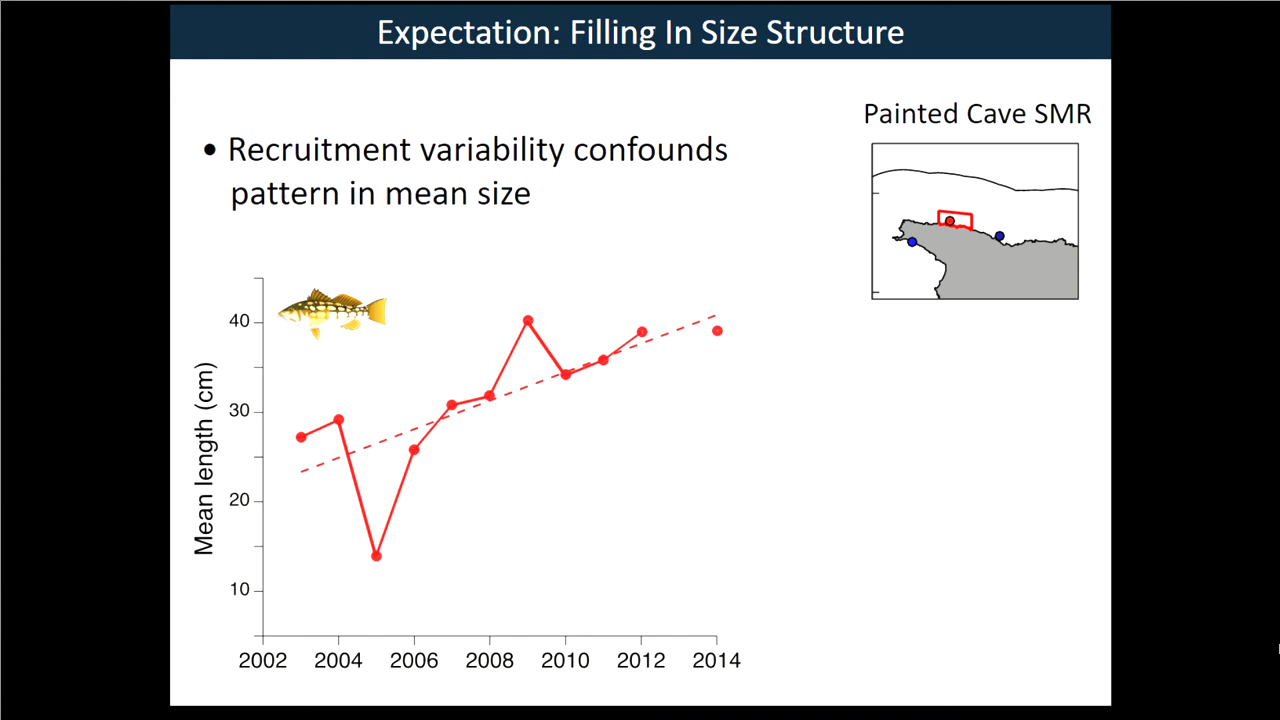 Expectation: Filling In Size Structure
Painted Cave SMR
• Recruitment variability confounds
pattern in mean size
Mean length (cm)
40
30
20
10
2002 2004 2006 2008 2010 2012 2014